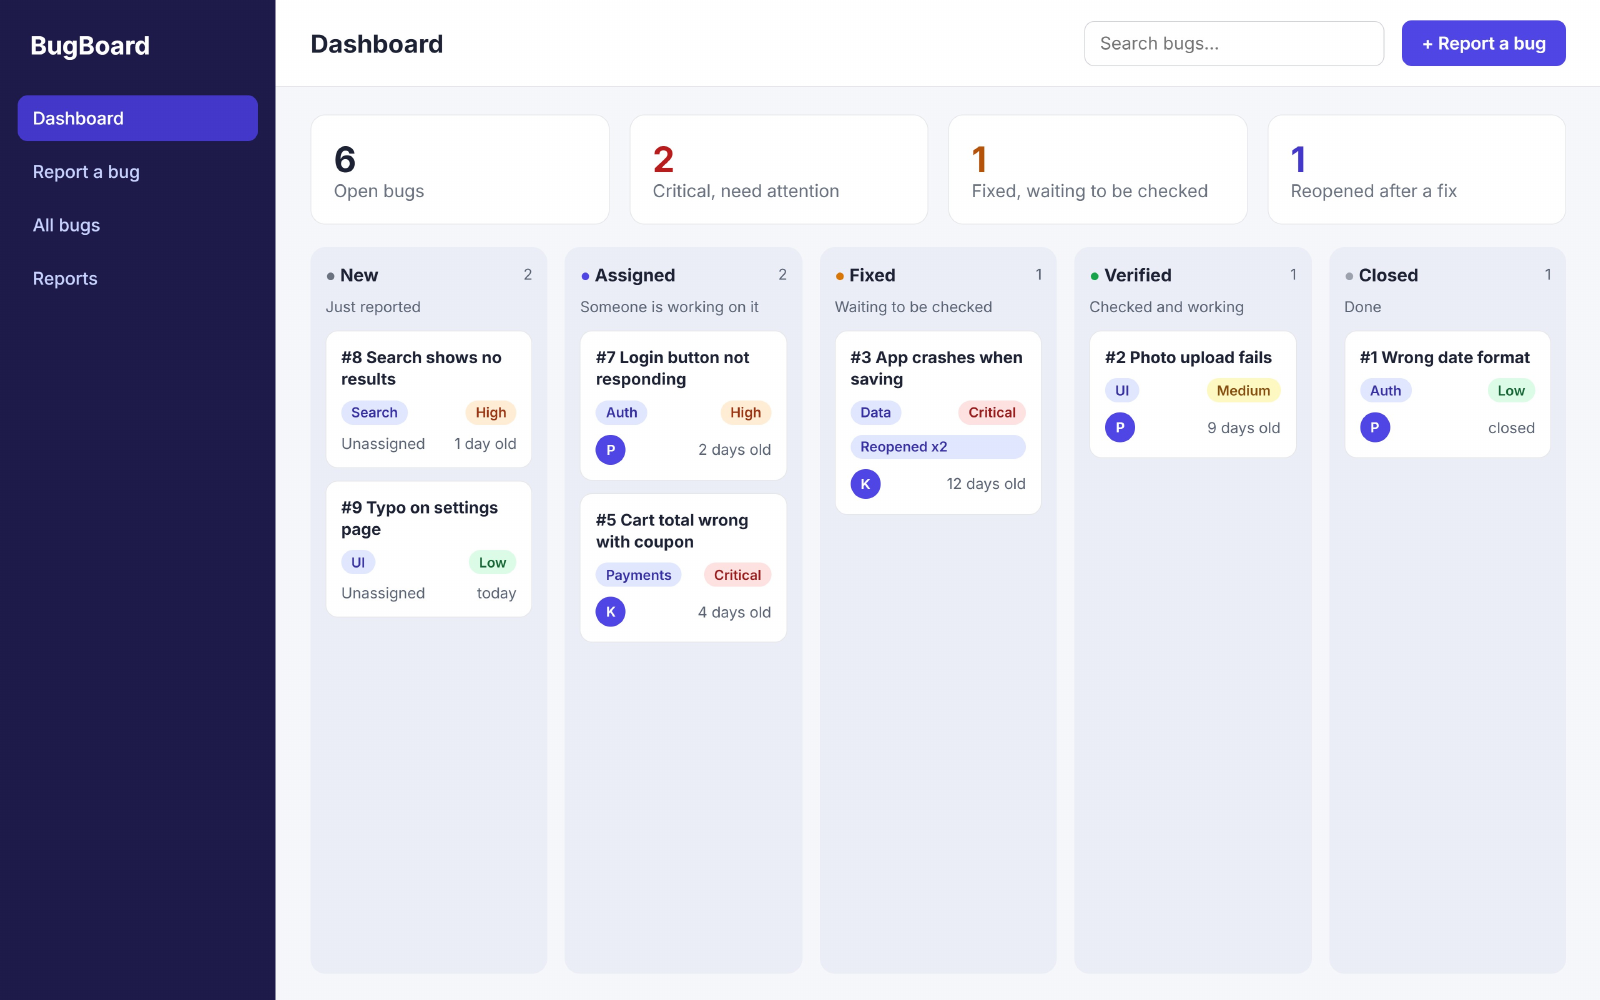 BugBoard
Dashboard
Report a bug
All bugs
Reports
Dashboard
Search bugs...
+ Report a bug
6
Open bugs
2
Critical, need attention
1
Fixed, waiting to be checked
1
Reopened after a fix
New 2
Just reported
#8 Search shows no
results
Search High
Unassigned 1 day old
#9 Typo on settings
page
UI Low
Unassigned today
Assigned 2
Someone is working on it
#7 Login button not
responding
Auth High
P 2 days old
#5 Cart total wrong
with coupon
Payments Critical
K 4 days old
Fixed 1
Waiting to be checked
#3 App crashes when
saving
Data Critical
Reopened x2
K 12 days old
Verified 1
Checked and working
#2 Photo upload fails
UI Medium
P 9 days old
Closed 1
Done
#1 Wrong date format
Auth Low
P closed